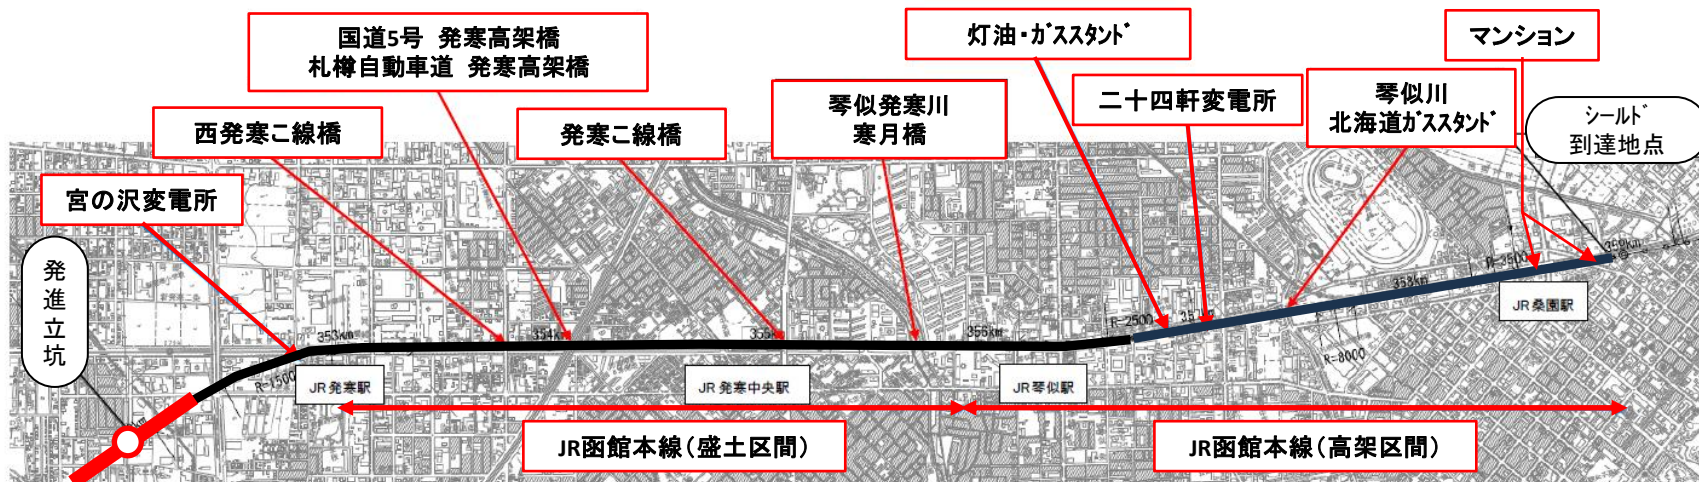 国道5号 発寒高架橋
札樽自動車道 発寒高架橋
灯油・ガススタンド
マンション
西発寒こ線橋
発寒こ線橋
琴似発寒川
寒月橋
二十四軒変電所
琴似川
北海道ガススタンド
シールド
到達地点
宮の沢変電所
発進立坑
353km
354km
356km
R=2500
358km
R=3500
R=1500
R=8000
JR発寒駅
JR発寒中央駅
JR琴似駅
JR桑園駅
JR函館本線（盛土区間）
JR函館本線（高架区間）